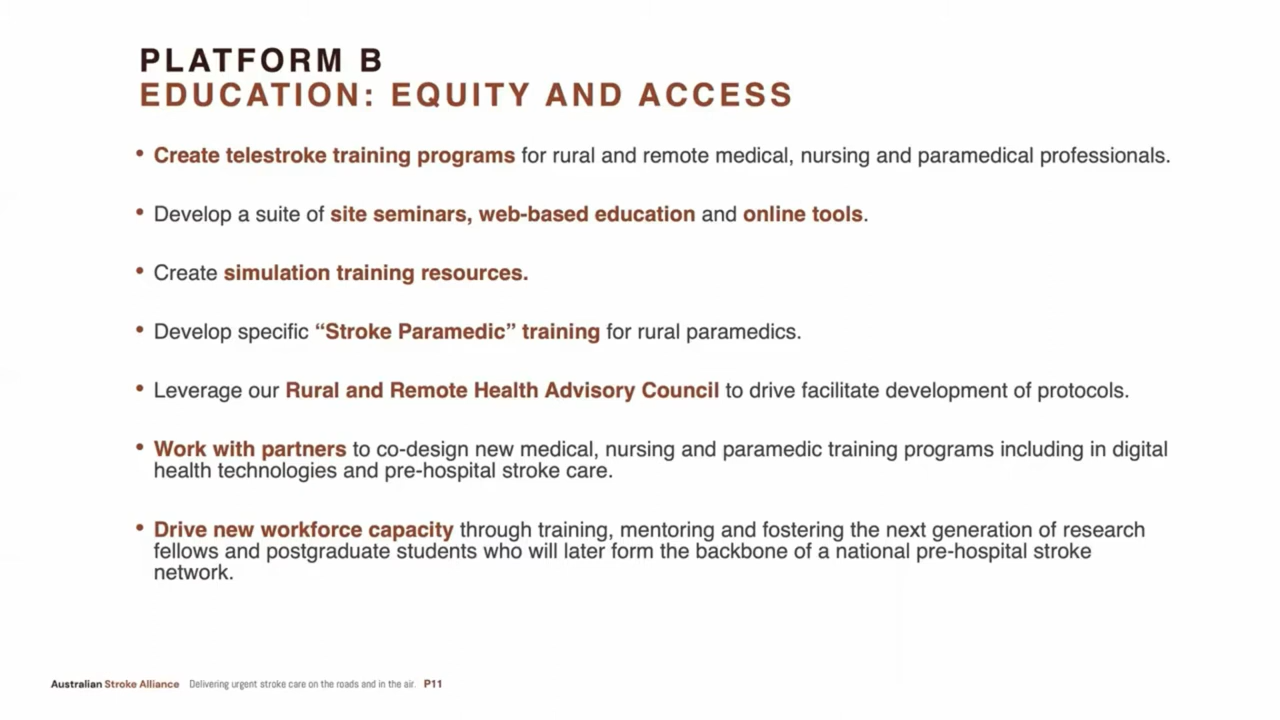 PLATFORM B
EDUCATION: EQUITY AND ACCESS
• Create telestroke training programs for rural and remote medical, nursing and paramedical professionals.
• Develop a suite of site seminars, web-based education and online tools.
• Create simulation training resources.
• Develop specific “Stroke Paramedic” training for rural paramedics.
• Leverage our Rural and Remote Health Advisory Council to drive facilitate development of protocols.
• Work with partners to co-design new medical, nursing and paramedic training programs including in digital
health technologies and pre-hospital stroke care.
• Drive new workforce capacity through training, mentoring and fostering the next generation of research
fellows and postgraduate students who will later form the backbone of a national pre-hospital stroke
network.
Australian Stroke Alliance Delivering urgent stroke care on the roads and in the air. P11